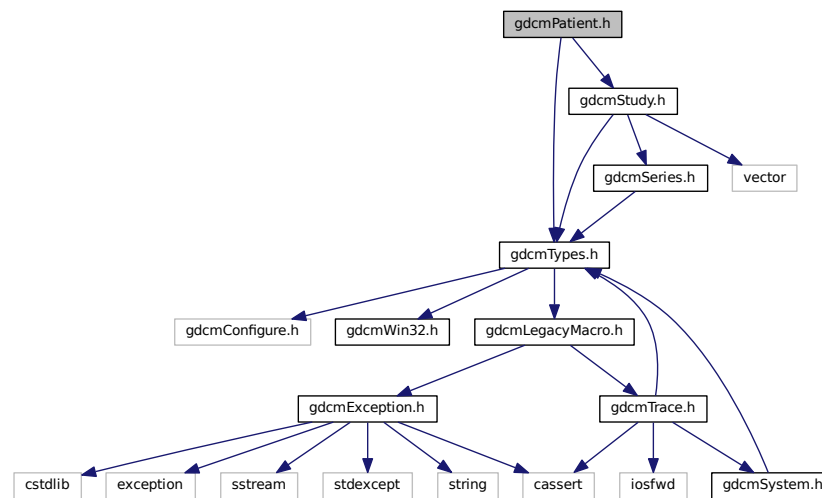 gdcmPatient.h
gdcmStudy.h
gdcmSeries.h
vector
gdcmTypes.h
gdcmConfigure.h
gdcmWin32.h
gdcmLegacyMacro.h
gdcmException.h
gdcmTrace.h
cstdlib
exception
sstream
stdexcept
string
cassert
iosfwd
gdcmSystem.h